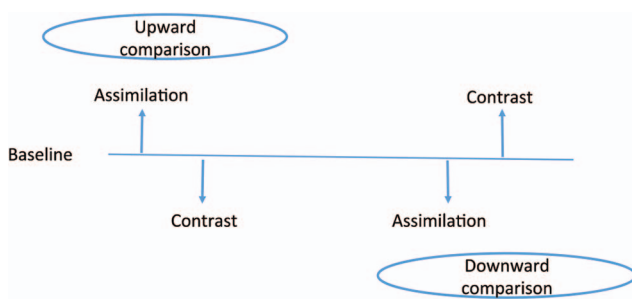 Upward
comparison
Assimilation
Contrast
Baseline
Contrast
Assimilation
Downward
comparison